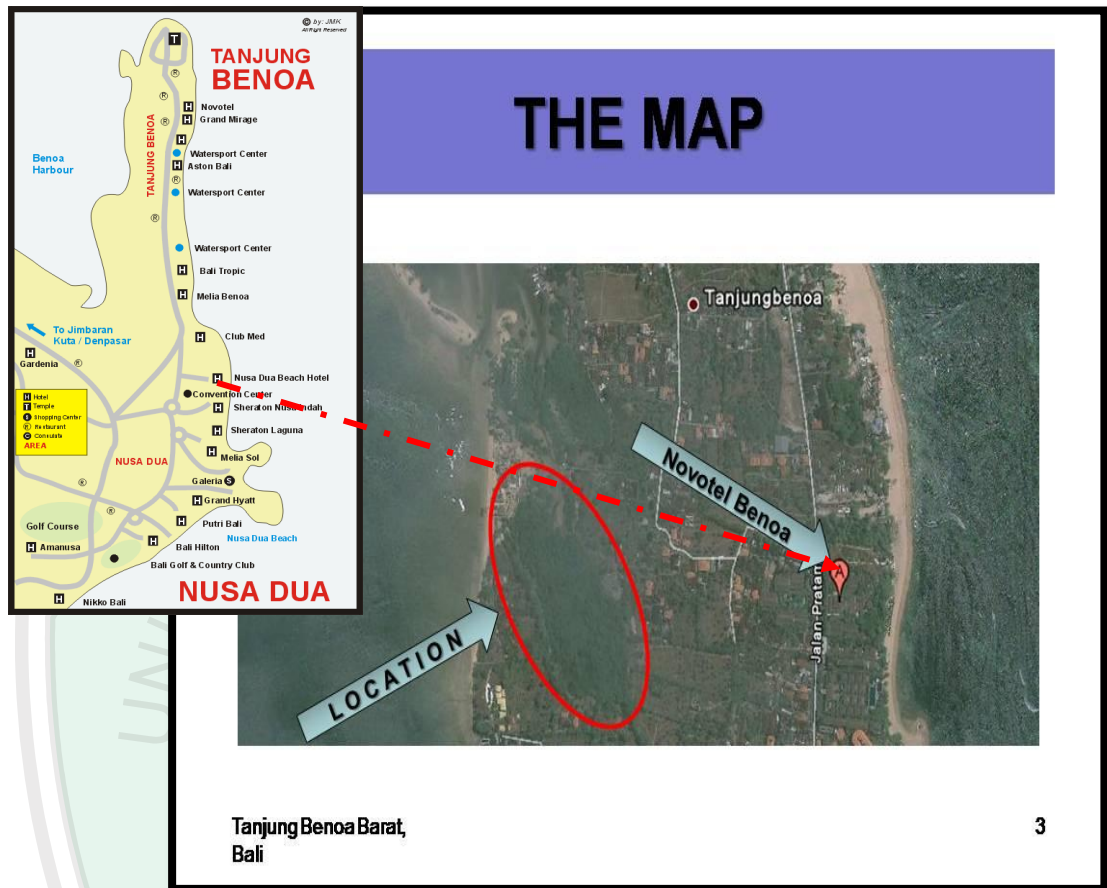 © by: JMK
All Right Reserved
TANJUNG
BENOA
T
R
R
H Novotel
R H Grand Mirage
TANJUNG BENOA
H
Watersport Center
H Aston Bali
R
Watersport Center
R
Benoa
Harbour
Watersport Center
H Bali Tropic
H Melia Benoa
To Jimbaran
Kuta / Denpasar
H Club Med
H
Gardenia
R
H Nusa Dua Beach Hotel
Convention Center
H Sheraton Nusa Indah
H Sheraton Laguna
H Hotel
T Temple
S Shopping Center
R Restaurant
C Consulate
AREA
NUSA DUA
H Melia Sol
Galeria S
R
H Grand Hyatt
R
Golf Course
H Putri Bali
Nusa Dua Beach
H Amanusa
H Bali Hilton
Bali Golf & Country Club
H Nikko Bali
NUSA DUA
THE MAP
Tanjungbenoa
Novotel Benoa
A
LOCATION
Tanjung Benoa Barat,
Bali
3